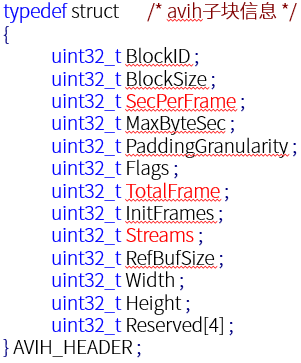 typedef struct /* avih子块信息 */
{
uint32_t BlockID ;
uint32_t BlockSize ;
uint32_t SecPerFrame ;
uint32_t MaxByteSec ;
uint32_t PaddingGranularity ;
uint32_t Flags ;
uint32_t TotalFrame ;
uint32_t InitFrames ;
uint32_t Streams ;
uint32_t RefBufSize ;
uint32_t Width ;
uint32_t Height ;
uint32_t Reserved[4] ;
} AVIH_HEADER ;